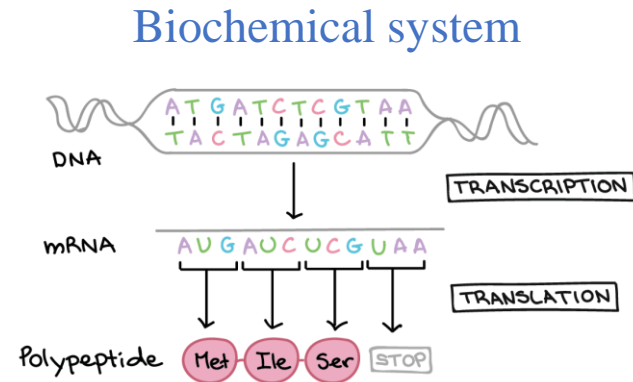 Biochemical system
ATGATCTCGTAA
TACTAGAGCATT
DNA
TRANSCRIPTION
mRNA AUGAUCUCGUAA
TRANSLATION
Polypeptide Met Ile Ser STOP